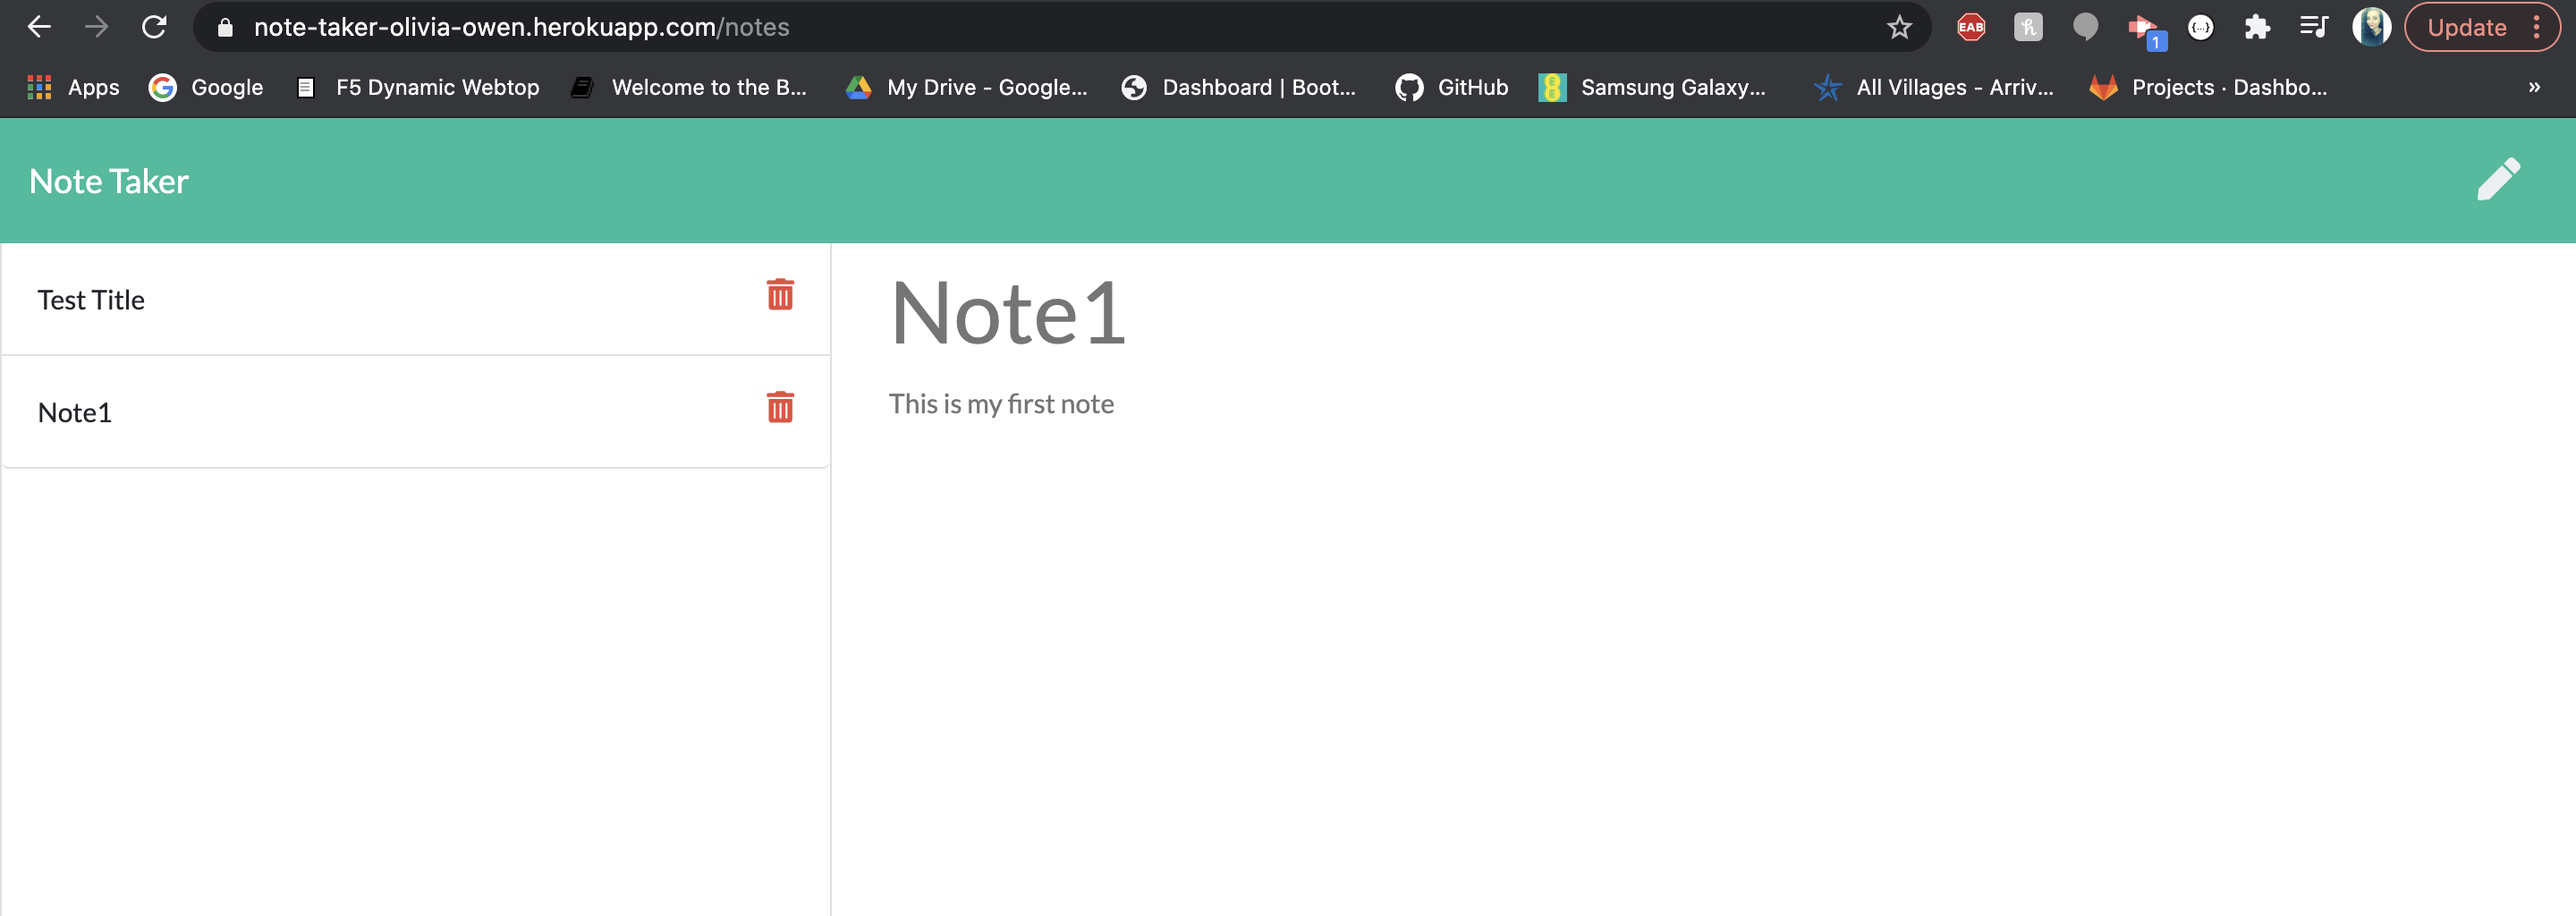 note-taker-olivia-owen.herokuapp.com/notes
EAB
1
Update
Apps
Google
F5 Dynamic Webtop
Welcome to the B...
My Drive - Google...
Dashboard | Boot...
GitHub
Samsung Galaxy...
All Villages - Arriv...
Projects · Dashbo...
»
Note Taker
Test Title
Note1
Note1
This is my first note